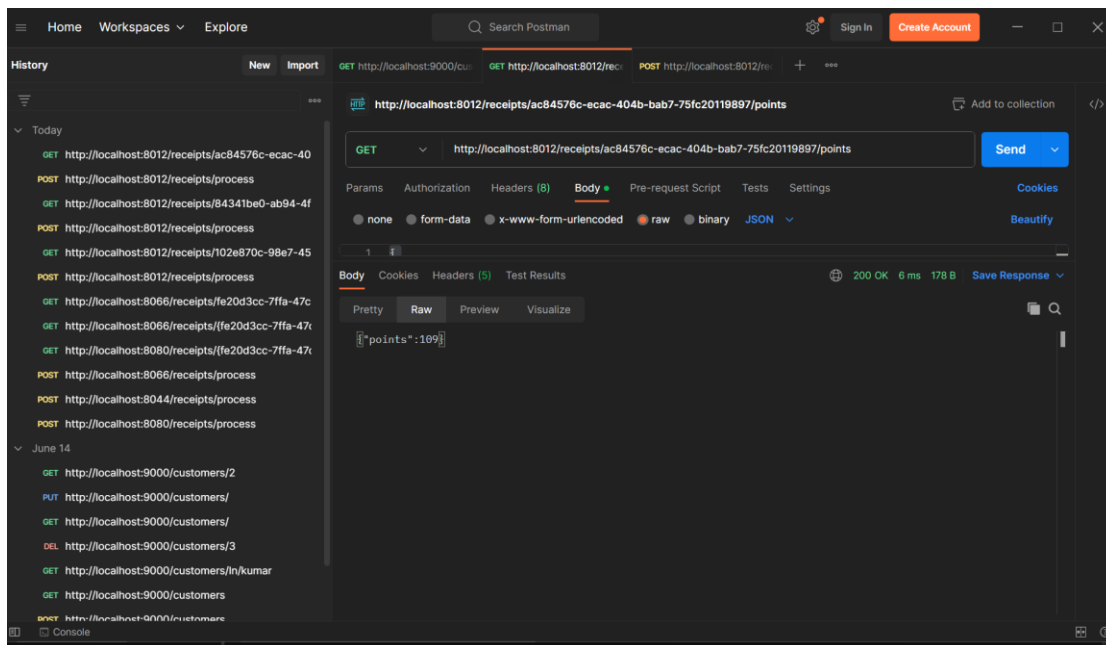 Home Workspaces Explore Search Postman Sign In Create Account
History New Import
GET http://localhost:9000/cus GET http://localhost:8012/rec POST http://localhost:8012/rec
HTTP http://localhost:8012/receipts/ac84576c-ecac-404b-bab7-75fc20119897/points Add to collection
Today
GET http://localhost:8012/receipts/ac84576c-ecac-40
POST http://localhost:8012/receipts/process
GET http://localhost:8012/receipts/84341be0-ab94-4f
POST http://localhost:8012/receipts/process
GET http://localhost:8012/receipts/102e870c-98e7-45
POST http://localhost:8012/receipts/process
GET http://localhost:8066/receipts/fe20d3cc-7ffa-47c
GET http://localhost:8066/receipts/{fe20d3cc-7ffa-47c
GET http://localhost:8080/receipts/{fe20d3cc-7ffa-47c
POST http://localhost:8066/receipts/process
POST http://localhost:8044/receipts/process
POST http://localhost:8080/receipts/process
June 14
GET http://localhost:9000/customers/2
PUT http://localhost:9000/customers/
GET http://localhost:9000/customers/
DEL http://localhost:9000/customers/3
GET http://localhost:9000/customers/ln/kumar
GET http://localhost:9000/customers
POST http://localhost:9000/customers
GET http://localhost:8012/receipts/ac84576c-ecac-404b-bab7-75fc20119897/points Send
Params Authorization Headers (8) Body Pre-request Script Tests Settings Cookies
none form-data x-www-form-urlencoded raw binary JSON Beautify
1 {
Body Cookies Headers (5) Test Results 200 OK 6 ms 178 B Save Response
Pretty Raw Preview Visualize
{"points":109}
Console